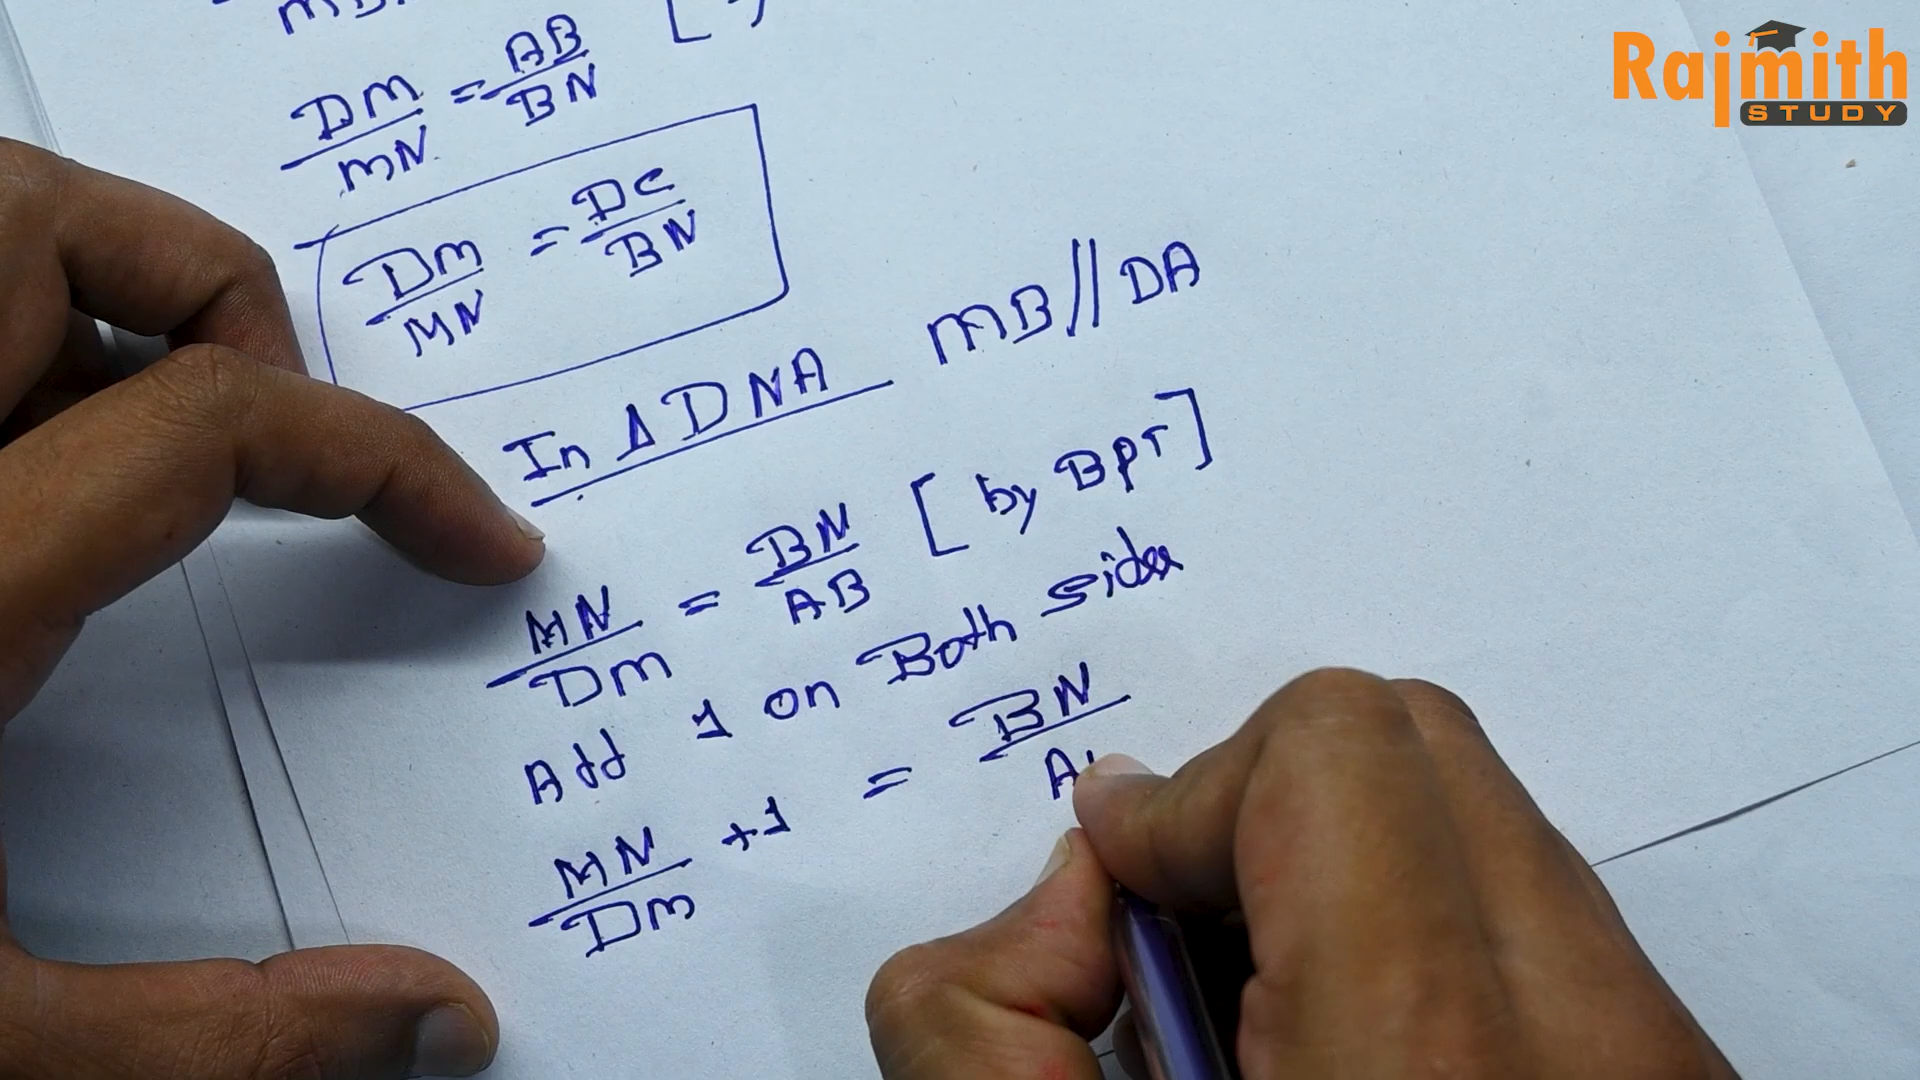 Rajmith
STUDY
DM/MN = AB/BN [
DM/MN = DC/BN
In Δ DNA MB // DA
MN/DM = BN/AB [by BPT]
Add 1 on Both sides
MN/DM +1 = BN/A